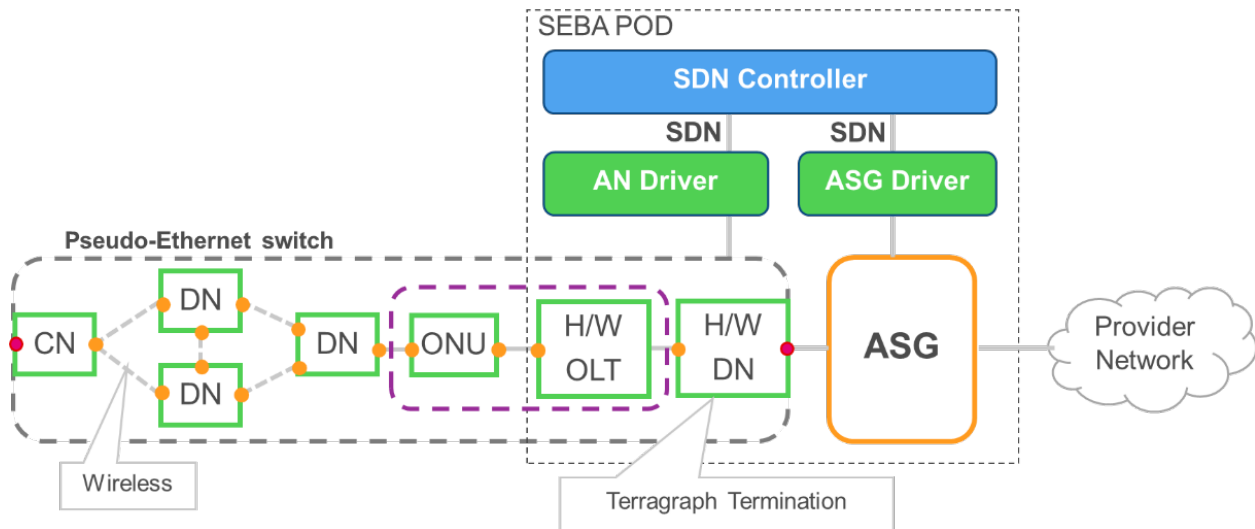 SEBA POD
SDN Controller
SDN
SDN
AN Driver
ASG Driver
Pseudo-Ethernet switch
CN
DN
DN
DN
ONU
H/W
OLT
H/W
DN
ASG
Provider
Network
Wireless
Terragraph Termination